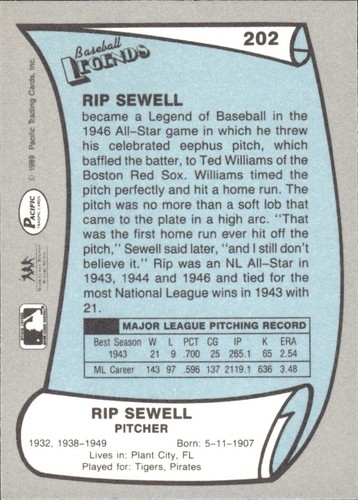 202
Baseball
LEGENDS
RIP SEWELL
became a Legend of Baseball in the
1946 All-Star game in which he threw
his celebrated eephus pitch, which
baffled the batter, to Ted Williams of the
Boston Red Sox. Williams timed the
pitch perfectly and hit a home run. The
pitch was no more than a soft lob that
came to the plate in a high arc. "That
was the first home run ever hit off the
pitch," Sewell said later, "and I still don't
believe it." Rip was an NL All-Star in
1943, 1944 and 1946 and tied for the
most National League wins in 1943 with
21.
MAJOR LEAGUE PITCHING RECORD
Best Season W L PCT CG IP K ERA
1943 21 9 .700 25 265.1 65 2.54
ML Career 143 97 .596 137 2119.1 636 3.48
RIP SEWELL
PITCHER
1932, 1938-1949 Born: 5-11-1907
Lives in: Plant City, FL
Played for: Tigers, Pirates
© 1989 Pacific Trading Cards, Inc.
PACIFIC
TRADING CARDS